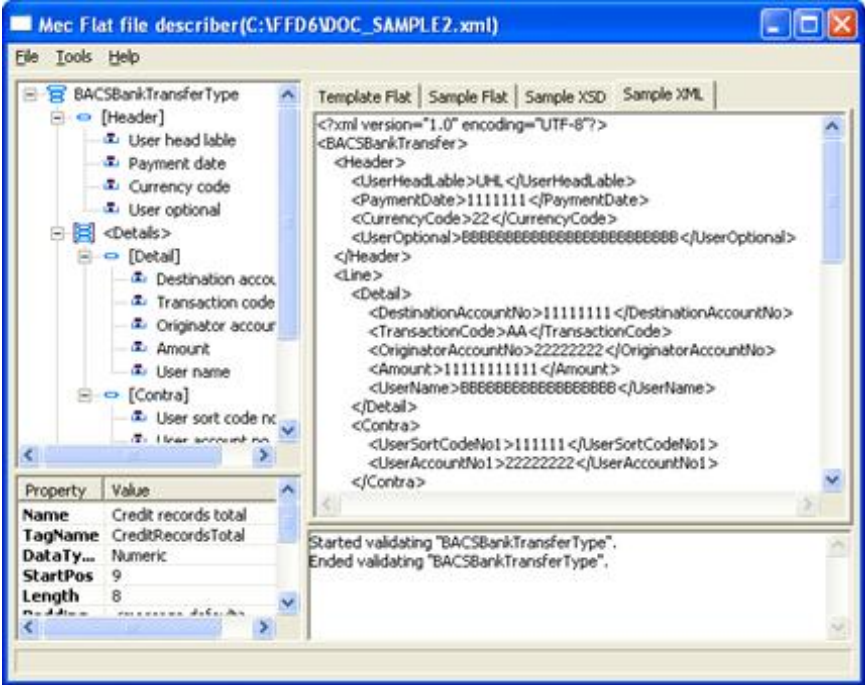 Mec Flat file describer(C:\FFD6\DOC_SAMPLE2.xml)
File Tools Help
BACSBankTransferType
[Header]
User head lable
Payment date
Currency code
User optional
<Details>
[Detail]
Destination accou
Transaction code
Originator accour
Amount
User name
[Contra]
User sort code nc
User account no
Property Value
Name Credit records total
TagName CreditRecordsTotal
DataTy... Numeric
StartPos 9
Length 8
Template Flat Sample Flat Sample XSD Sample XML
<?xml version="1.0" encoding="UTF-8"?>
<BACSBankTransfer>
<Header>
<UserHeadLable>UHL</UserHeadLable>
<PaymentDate>1111111</PaymentDate>
<CurrencyCode>22</CurrencyCode>
<UserOptional>BBBBBBBBBBBBBBBBBBBBBBBBB</UserOptional>
</Header>
<Line>
<Detail>
<DestinationAccountNo>11111111</DestinationAccountNo>
<TransactionCode>AA</TransactionCode>
<OriginatorAccountNo>22222222</OriginatorAccountNo>
<Amount>11111111111</Amount>
<UserName>BBBBBBBBBBBBBBBBBB</UserName>
</Detail>
<Contra>
<UserSortCodeNo1>111111</UserSortCodeNo1>
<UserAccountNo1>22222222</UserAccountNo1>
</Contra>
Started validating "BACSBankTransferType".
Ended validating "BACSBankTransferType".